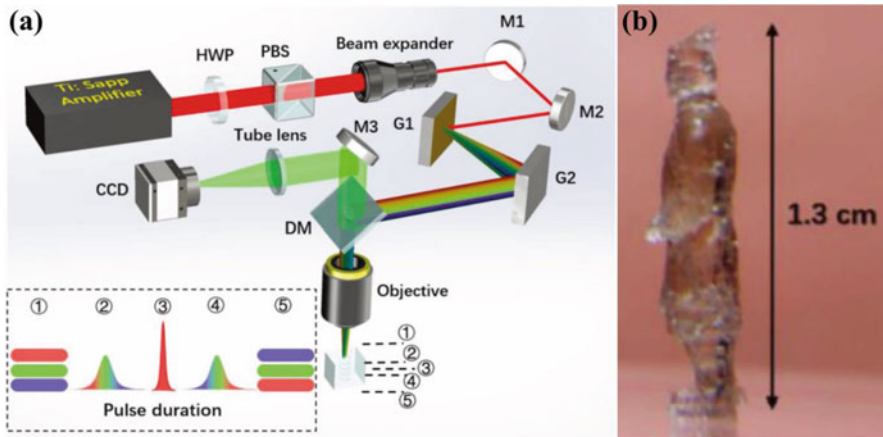 (a)
HWP
PBS
Beam expander
M1
Ti: Sapp
Amplifier
M2
M3
G1
Tube lens
CCD
G2
DM
Objective
① ② ③ ④ ⑤
Pulse duration
①
②
③
④
⑤
(b)
1.3 cm